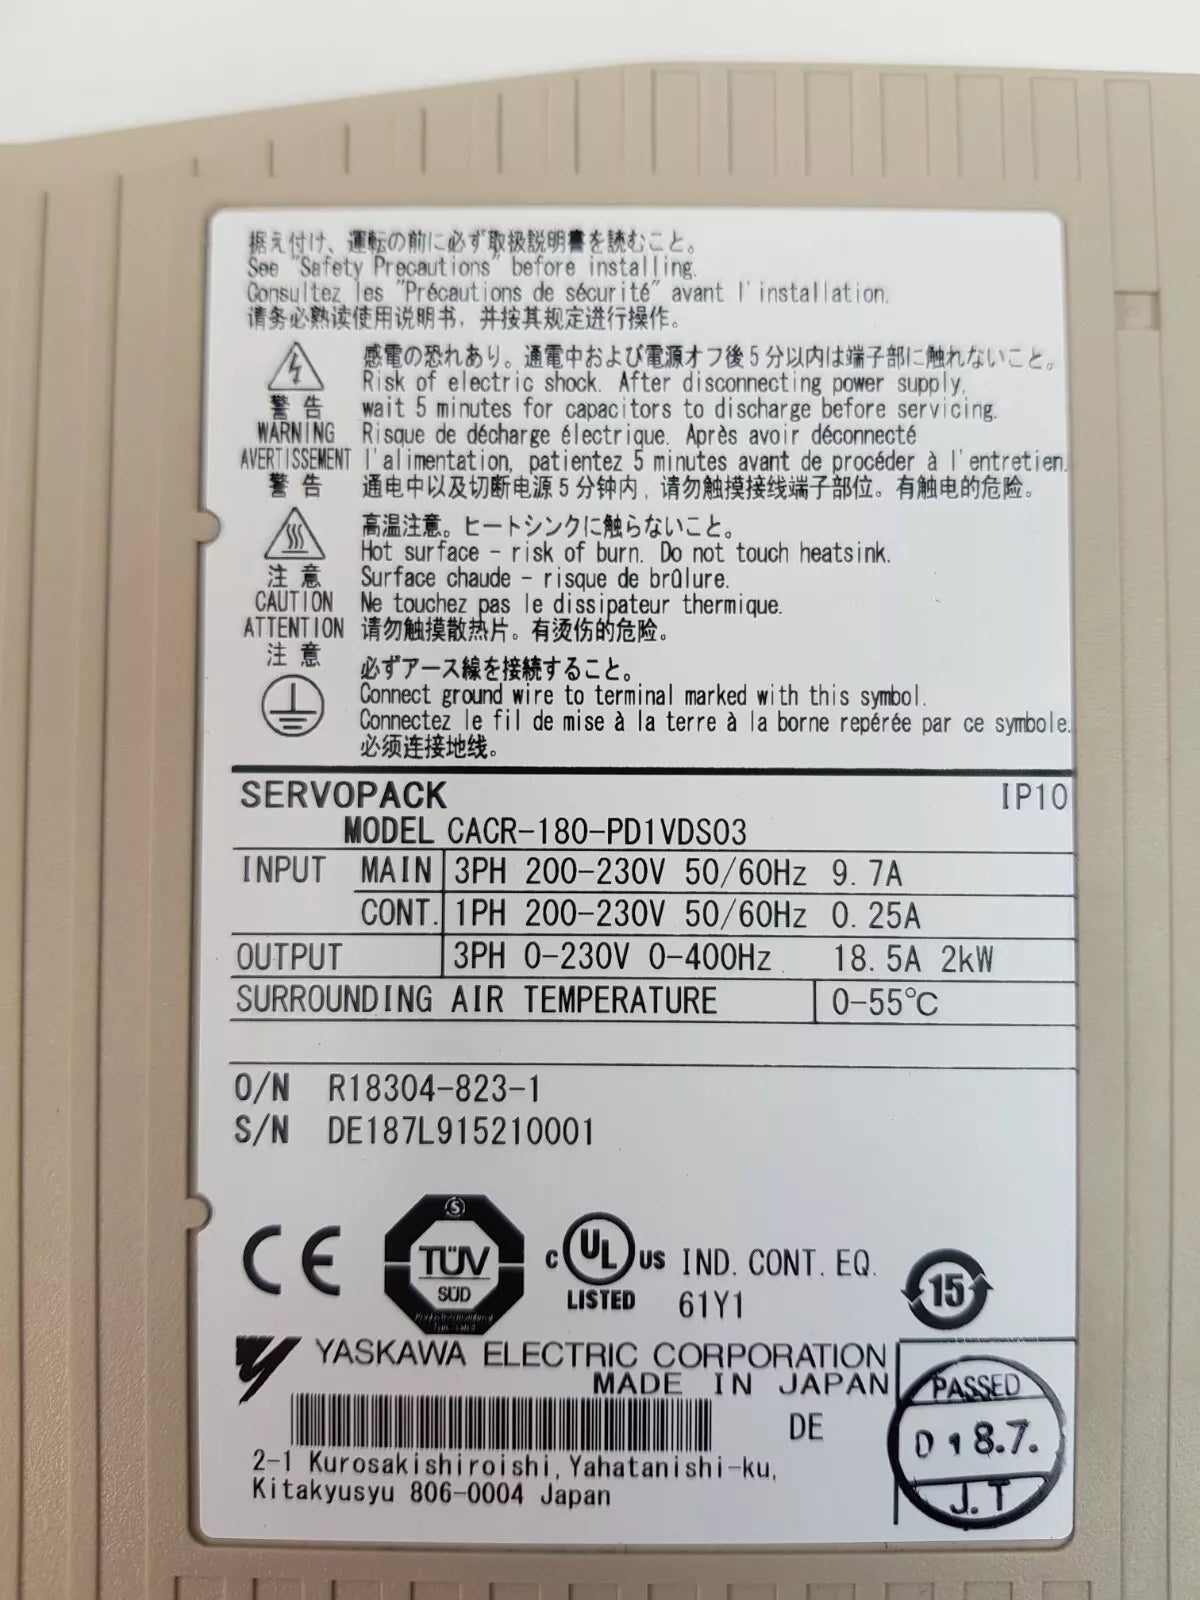 据え付け、運転の前に必ず取扱説明書を読むこと。
See "Safety Precautions" before installing.
Consultez les "Précautions de sécurité" avant l'installation.
请务必熟读使用说明书，并按其规定进行操作。
感電の恐れあり。通電中および電源オフ後5分以内は端子部に触れないこと。
Risk of electric shock. After disconnecting power supply,
警告 wait 5 minutes for capacitors to discharge before servicing.
WARNING Risque de décharge électrique. Après avoir déconnecté
AVERTISSEMENT l'alimentation, patientez 5 minutes avant de procéder à l'entretien.
警告 通电中以及切断电源5分钟内，请勿触摸接线端子部位。有触电的危险。
高温注意。ヒートシンクに触らないこと。
Hot surface - risk of burn. Do not touch heatsink.
注意 Surface chaude - risque de brûlure.
CAUTION Ne touchez pas le dissipateur thermique.
ATTENTION 请勿触摸散热片。有烫伤的危险。
注意
必ずアース線を接続すること。
Connect ground wire to terminal marked with this symbol.
Connectez le fil de mise à la terre à la borne repérée par ce symbole.
必须连接地线。
SERVOPACK IP10
MODEL CACR-180-PD1VDS03
INPUT MAIN 3PH 200-230V 50/60Hz 9.7A
CONT. 1PH 200-230V 50/60Hz 0.25A
OUTPUT 3PH 0-230V 0-400Hz 18.5A 2kW
SURROUNDING AIR TEMPERATURE 0-55℃
O/N R18304-823-1
S/N DE187L915210001
CE TÜV SÜD c UL US LISTED IND. CONT. EQ. 61Y1 15
YASKAWA ELECTRIC CORPORATION
MADE IN JAPAN
DE
2-1 Kurosakishiroishi, Yahatanishi-ku,
Kitakyusyu 806-0004 Japan
PASSED
18.7.
J.T